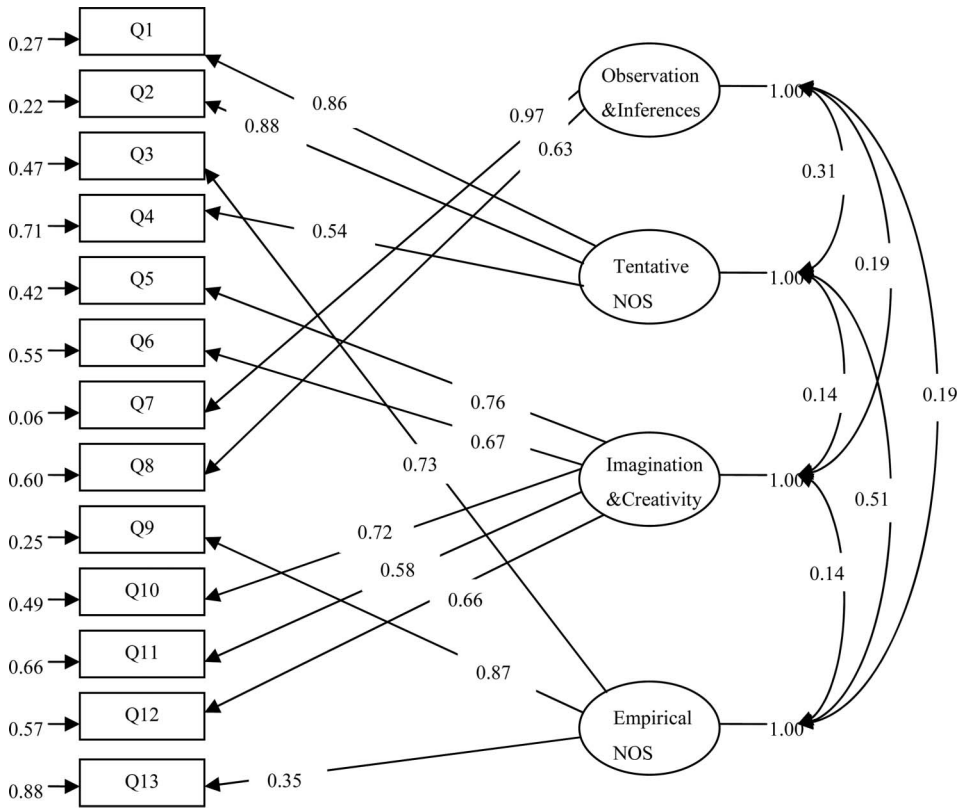 Q1
0.27
Q2
0.22
Q3
0.47
Q4
0.71
Q5
0.42
Q6
0.55
Q7
0.06
Q8
0.60
Q9
0.25
Q10
0.49
Q11
0.66
Q12
0.57
Q13
0.88
0.86
0.88
0.54
0.97
0.63
0.76
0.67
0.73
0.72
0.58
0.66
0.87
0.35
Observation
&Inferences
Tentative
NOS
Imagination
&Creativity
Empirical
NOS
1.00
1.00
1.00
1.00
0.31
0.19
0.14
0.19
0.51
0.14